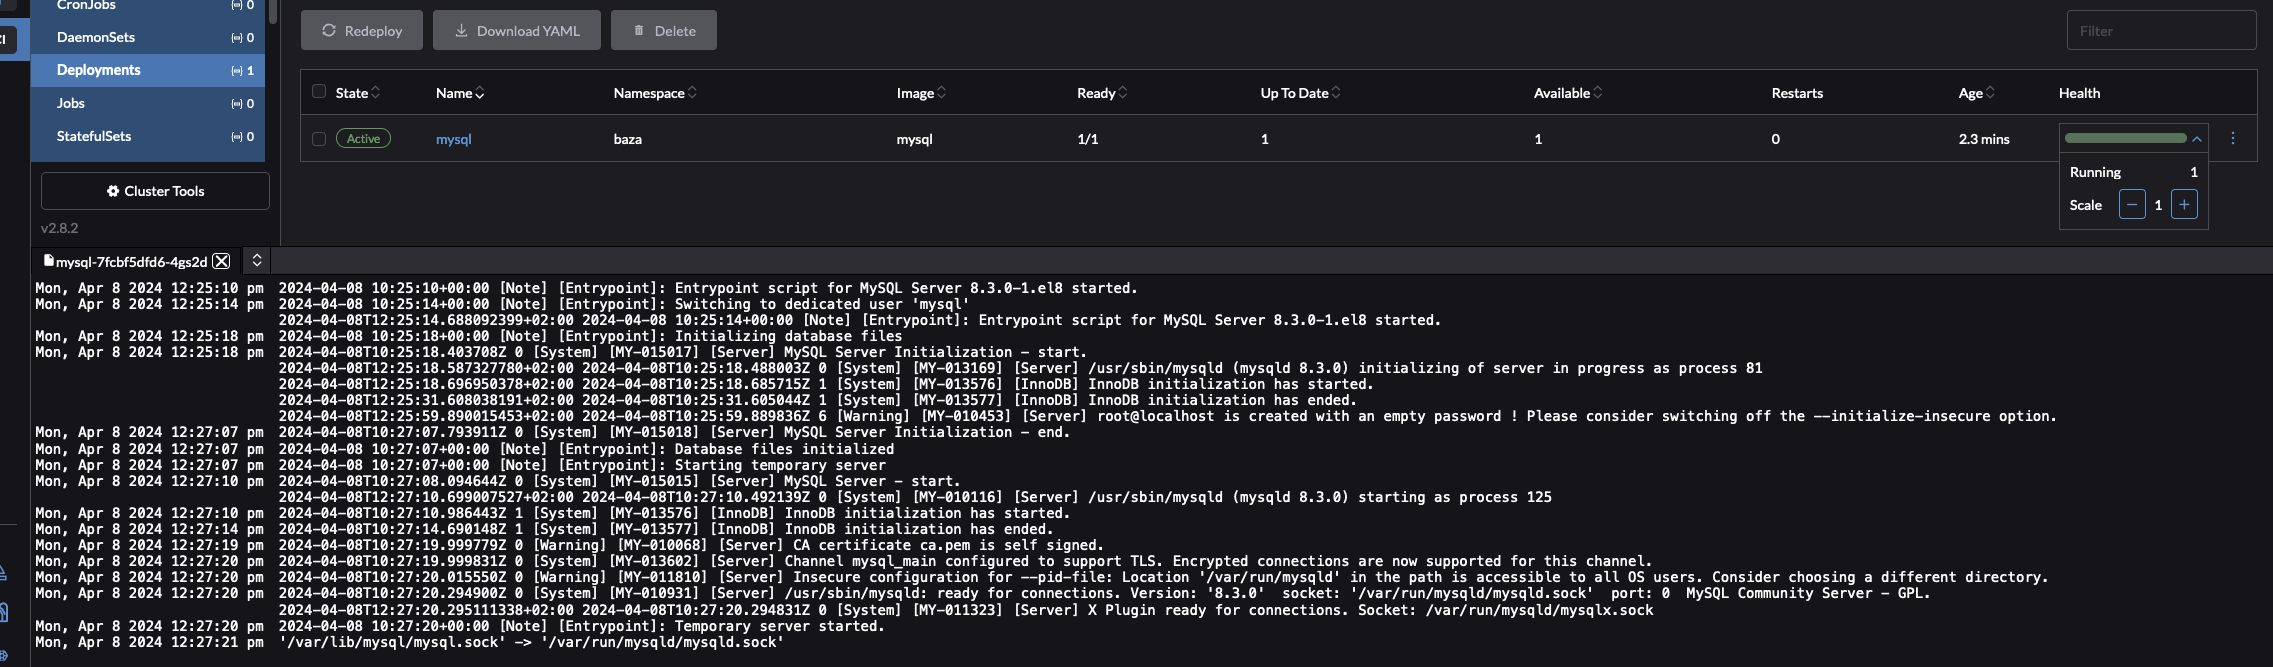 CronJobs 0
DaemonSets 0
Deployments 1
Jobs 0
StatefulSets 0
Cluster Tools
v2.8.2
Redeploy Download YAML Delete Filter
State Name Namespace Image Ready Up To Date Available Restarts Age Health
Active mysql baza mysql 1/1 1 1 0 2.3 mins
Running 1
Scale − 1 +
mysql-7fcbf5dfd6-4gs2d
Mon, Apr 8 2024 12:25:10 pm 2024-04-08 10:25:10+00:00 [Note] [Entrypoint]: Entrypoint script for MySQL Server 8.3.0-1.el8 started.
Mon, Apr 8 2024 12:25:14 pm 2024-04-08 10:25:14+00:00 [Note] [Entrypoint]: Switching to dedicated user 'mysql'
2024-04-08T12:25:14.688092399+02:00 2024-04-08 10:25:14+00:00 [Note] [Entrypoint]: Entrypoint script for MySQL Server 8.3.0-1.el8 started.
Mon, Apr 8 2024 12:25:18 pm 2024-04-08 10:25:18+00:00 [Note] [Entrypoint]: Initializing database files
Mon, Apr 8 2024 12:25:18 pm 2024-04-08T10:25:18.403708Z 0 [System] [MY-015017] [Server] MySQL Server Initialization - start.
2024-04-08T12:25:18.587327780+02:00 2024-04-08T10:25:18.488003Z 0 [System] [MY-013169] [Server] /usr/sbin/mysqld (mysqld 8.3.0) initializing of server in progress as process 81
2024-04-08T12:25:18.696950378+02:00 2024-04-08T10:25:18.685715Z 1 [System] [MY-013576] [InnoDB] InnoDB initialization has started.
2024-04-08T12:25:31.608038191+02:00 2024-04-08T10:25:31.605044Z 1 [System] [MY-013577] [InnoDB] InnoDB initialization has ended.
2024-04-08T12:25:59.890015453+02:00 2024-04-08T10:25:59.889836Z 6 [Warning] [MY-010453] [Server] root@localhost is created with an empty password ! Please consider switching off the --initialize-insecure option.
Mon, Apr 8 2024 12:27:07 pm 2024-04-08T10:27:07.793911Z 0 [System] [MY-015018] [Server] MySQL Server Initialization - end.
Mon, Apr 8 2024 12:27:07 pm 2024-04-08 10:27:07+00:00 [Note] [Entrypoint]: Database files initialized
Mon, Apr 8 2024 12:27:07 pm 2024-04-08 10:27:07+00:00 [Note] [Entrypoint]: Starting temporary server
Mon, Apr 8 2024 12:27:10 pm 2024-04-08T10:27:08.094644Z 0 [System] [MY-015015] [Server] MySQL Server - start.
2024-04-08T12:27:10.699007527+02:00 2024-04-08T10:27:10.492139Z 0 [System] [MY-010116] [Server] /usr/sbin/mysqld (mysqld 8.3.0) starting as process 125
Mon, Apr 8 2024 12:27:10 pm 2024-04-08T10:27:10.986443Z 1 [System] [MY-013576] [InnoDB] InnoDB initialization has started.
Mon, Apr 8 2024 12:27:14 pm 2024-04-08T10:27:14.690148Z 1 [System] [MY-013577] [InnoDB] InnoDB initialization has ended.
Mon, Apr 8 2024 12:27:19 pm 2024-04-08T10:27:19.999779Z 0 [Warning] [MY-010068] [Server] CA certificate ca.pem is self signed.
Mon, Apr 8 2024 12:27:20 pm 2024-04-08T10:27:19.999831Z 0 [System] [MY-013602] [Server] Channel mysql_main configured to support TLS. Encrypted connections are now supported for this channel.
Mon, Apr 8 2024 12:27:20 pm 2024-04-08T10:27:20.015550Z 0 [Warning] [MY-011810] [Server] Insecure configuration for --pid-file: Location '/var/run/mysqld' in the path is accessible to all OS users. Consider choosing a different directory.
Mon, Apr 8 2024 12:27:20 pm 2024-04-08T10:27:20.294900Z 0 [System] [MY-010931] [Server] /usr/sbin/mysqld: ready for connections. Version: '8.3.0'  socket: '/var/run/mysqld/mysqld.sock'  port: 0  MySQL Community Server - GPL.
2024-04-08T12:27:20.295111338+02:00 2024-04-08T10:27:20.294831Z 0 [System] [MY-011323] [Server] X Plugin ready for connections. Socket: /var/run/mysqld/mysqlx.sock
Mon, Apr 8 2024 12:27:20 pm 2024-04-08 10:27:20+00:00 [Note] [Entrypoint]: Temporary server started.
Mon, Apr 8 2024 12:27:21 pm '/var/lib/mysql/mysql.sock' -> '/var/run/mysqld/mysqld.sock'